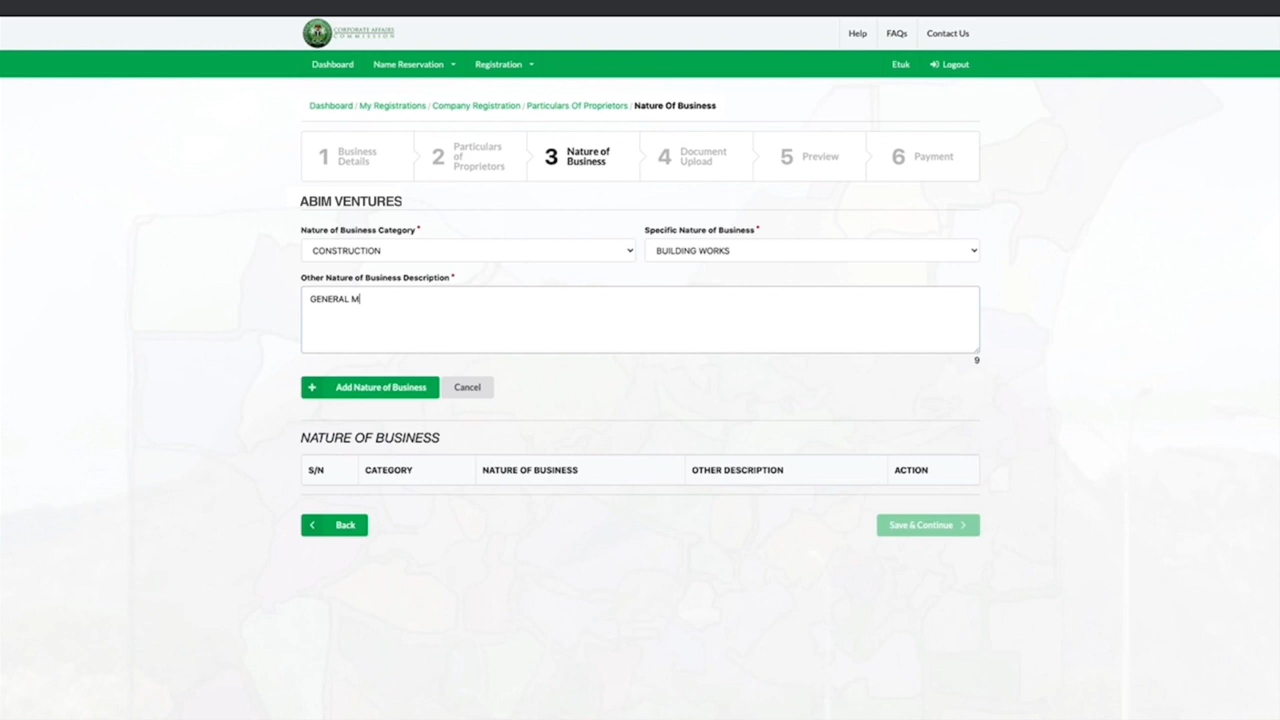 CORPORATE AFFAIRS
COMMISSION
Help FAQs Contact Us
Dashboard Name Reservation Registration Etuk Logout
Dashboard / My Registrations / Company Registration / Particulars Of Proprietors / Nature Of Business
1 Business Details
2 Particulars of Proprietors
3 Nature of Business
4 Document Upload
5 Preview
6 Payment
ABIM VENTURES
Nature of Business Category * Specific Nature of Business *
CONSTRUCTION BUILDING WORKS
Other Nature of Business Description *
GENERAL M
9
+ Add Nature of Business Cancel
NATURE OF BUSINESS
S/N CATEGORY NATURE OF BUSINESS OTHER DESCRIPTION ACTION
Back Save & Continue